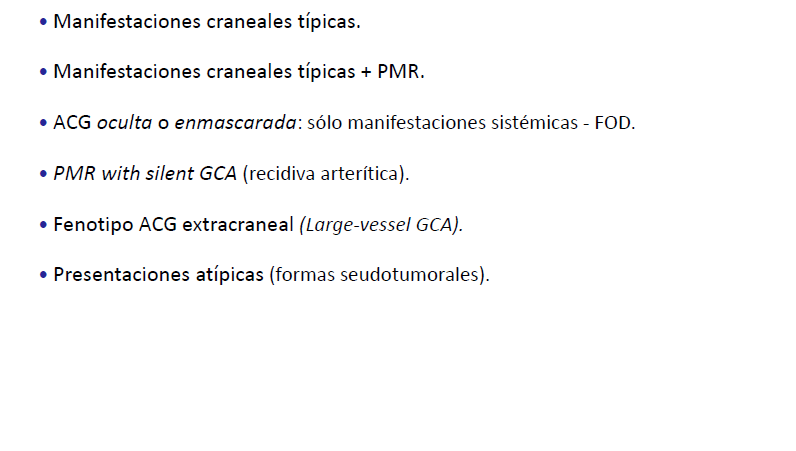 • Manifestaciones craneales típicas.
• Manifestaciones craneales típicas + PMR.
• ACG oculta o enmascarada: sólo manifestaciones sistémicas - FOD.
• PMR with silent GCA (recidiva arterítica).
• Fenotipo ACG extracraneal (Large-vessel GCA).
• Presentaciones atípicas (formas seudotumorales).